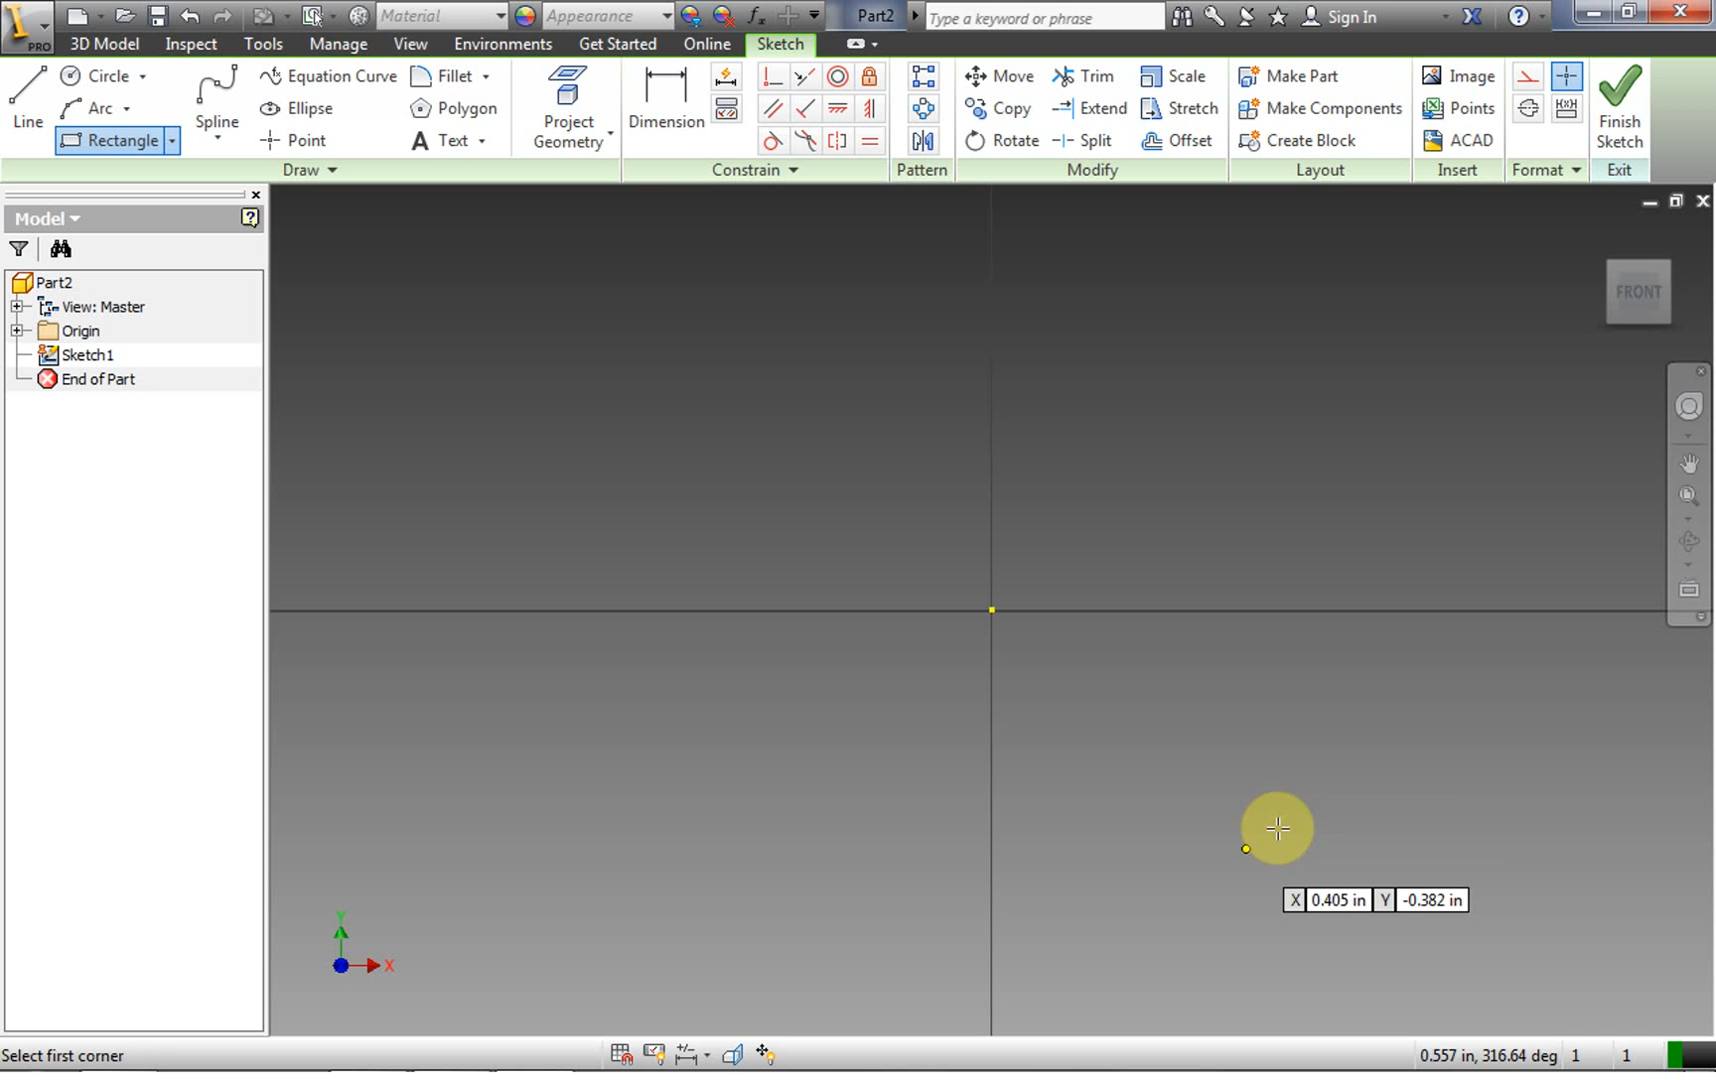 PRO
Material
Appearance
Part2
Type a keyword or phrase
Sign In
3D Model
Inspect
Tools
Manage
View
Environments
Get Started
Online
Sketch
Line
Circle
Arc
Rectangle
Spline
Equation Curve
Ellipse
Point
Fillet
Polygon
Text
Project
Geometry
Draw
Dimension
Constrain
Pattern
Move
Copy
Rotate
Trim
Extend
Split
Scale
Stretch
Offset
Modify
Make Part
Make Components
Create Block
Layout
Image
Points
ACAD
Insert
Format
Finish
Sketch
Exit
Model
Part2
View: Master
Origin
Sketch1
End of Part
FRONT
X 0.405 in Y -0.382 in
Y
X
Select first corner
0.557 in, 316.64 deg 1 1